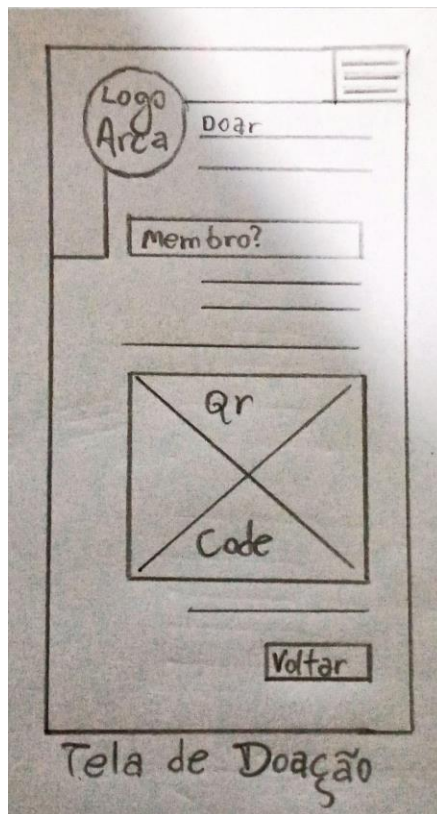 Logo
Arca
Doar
Membro?
Qr
Code
Voltar
Tela de Doação